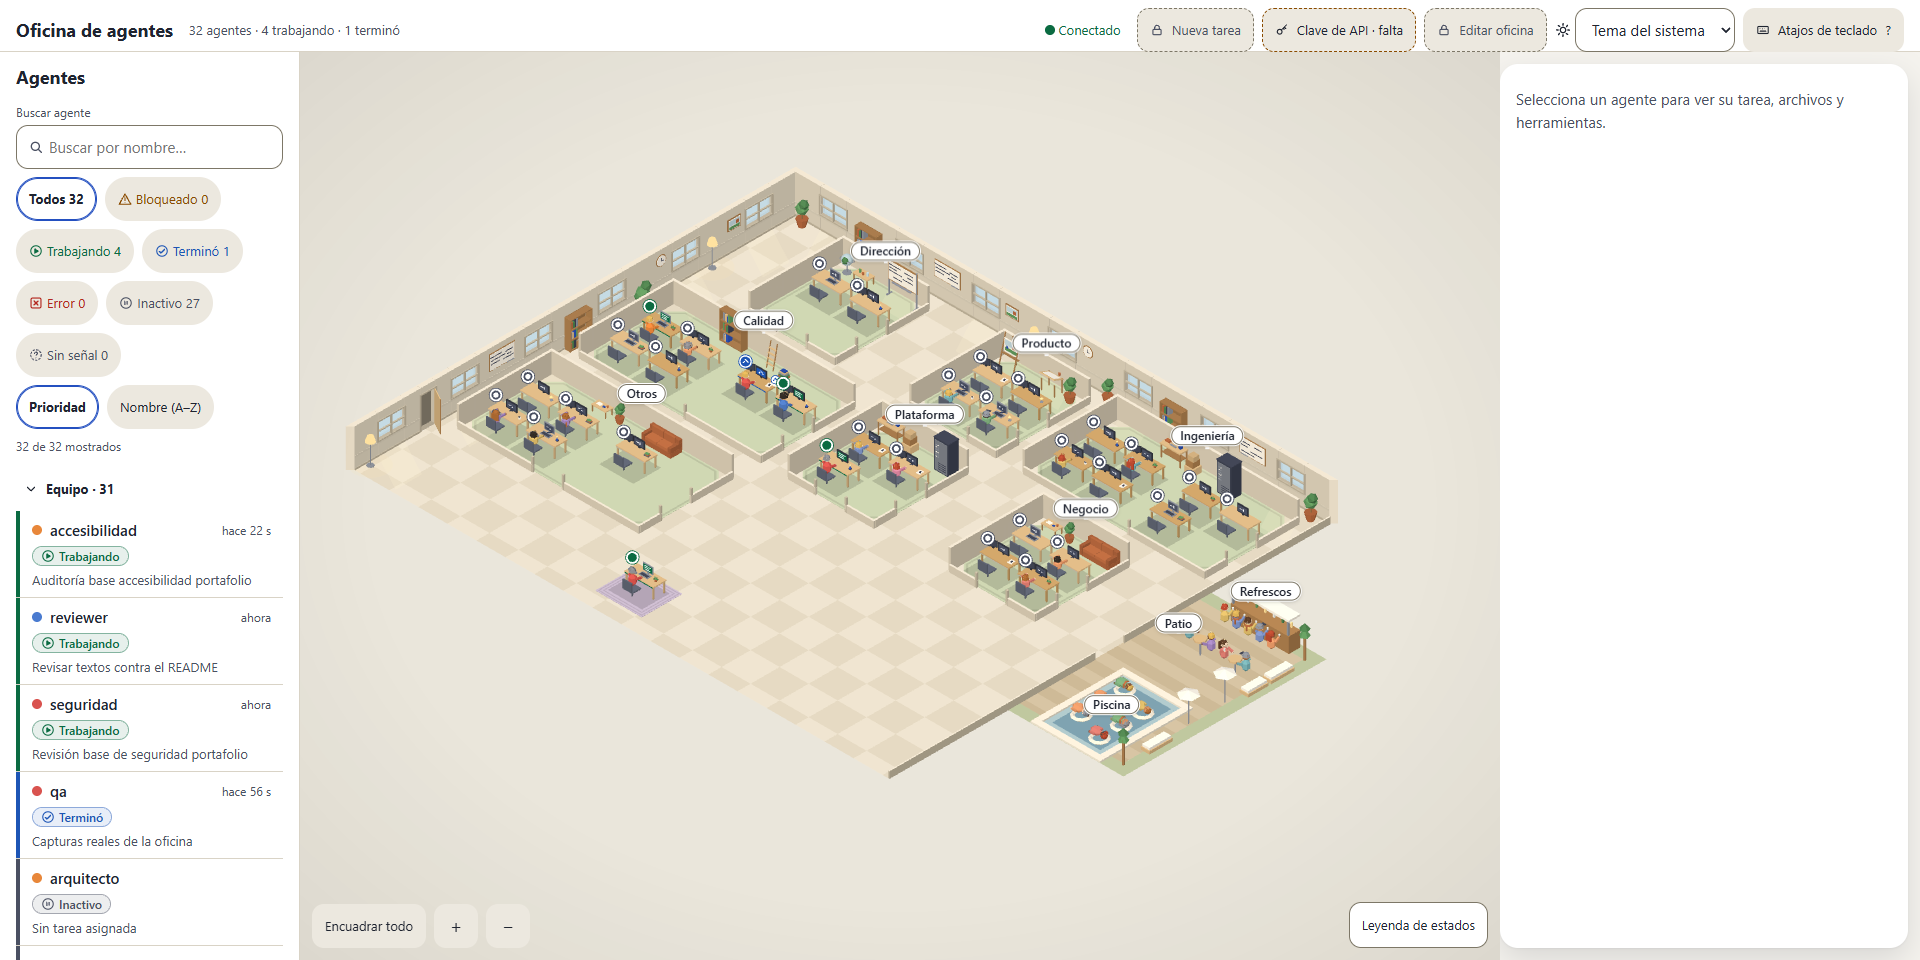 Oficina de agentes
32 agentes · 4 trabajando · 1 terminó
Conectado
Nueva tarea
Clave de API · falta
Editar oficina
Tema del sistema
Atajos de teclado ?
Agentes
Buscar agente
Buscar por nombre...
Todos 32
Bloqueado 0
Trabajando 4
Terminó 1
Error 0
Inactivo 27
Sin señal 0
Prioridad
Nombre (A–Z)
32 de 32 mostrados
Equipo · 31
accesibilidad
hace 22 s
Trabajando
Auditoría base accesibilidad portafolio
reviewer
ahora
Trabajando
Revisar textos contra el README
seguridad
ahora
Trabajando
Revisión base de seguridad portafolio
qa
hace 56 s
Terminó
Capturas reales de la oficina
arquitecto
Inactivo
Sin tarea asignada
Dirección
Calidad
Producto
Otros
Plataforma
Ingeniería
Negocio
Refrescos
Patio
Piscina
Encuadrar todo
+
−
Leyenda de estados
Selecciona un agente para ver su tarea, archivos y
herramientas.